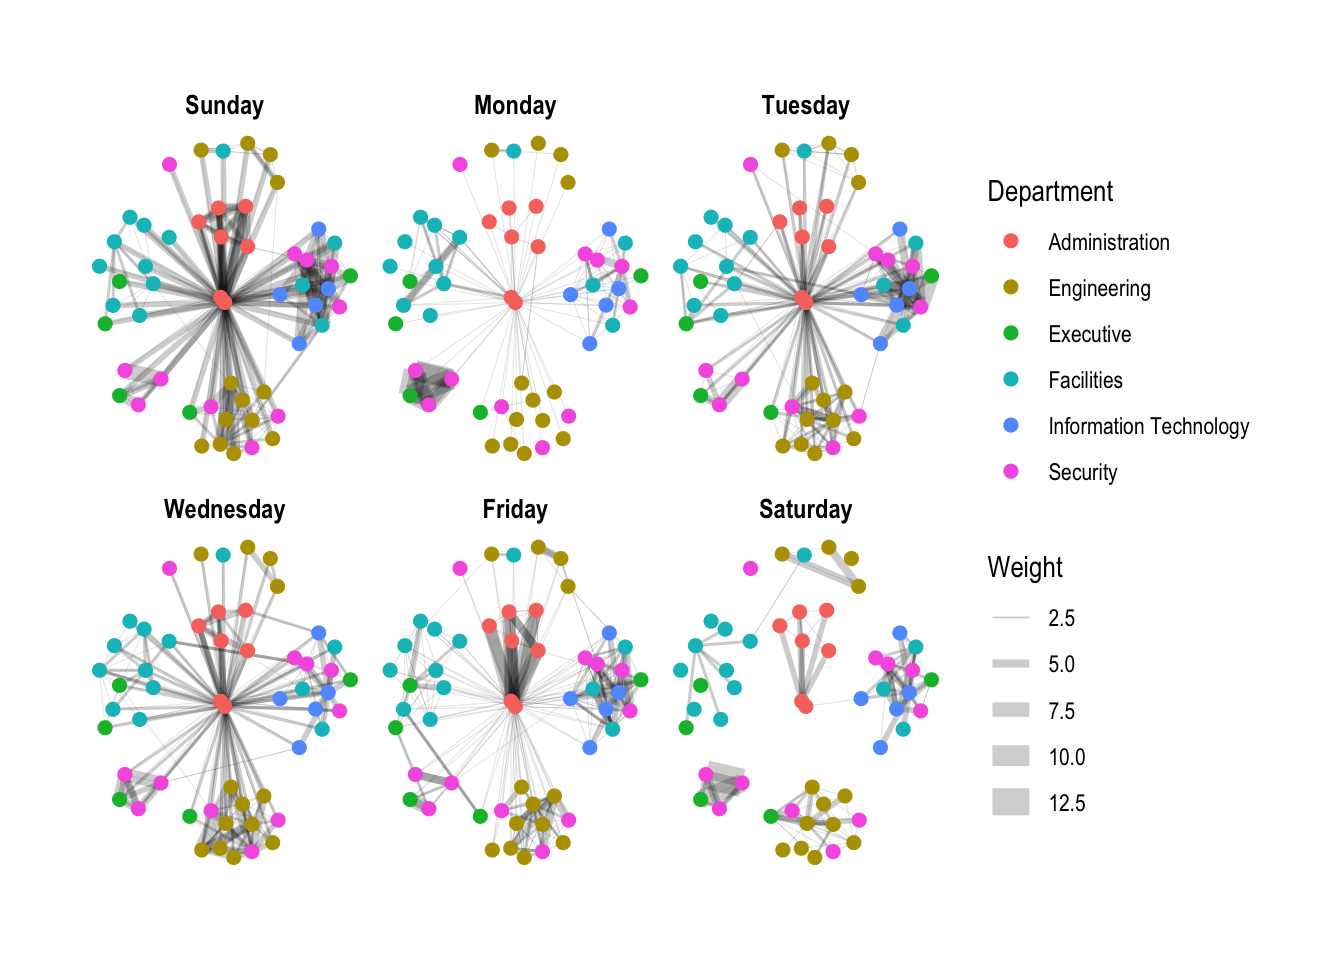 Sunday
Monday
Tuesday
Wednesday
Friday
Saturday
Department
Administration
Engineering
Executive
Facilities
Information Technology
Security
Weight
2.5
5.0
7.5
10.0
12.5